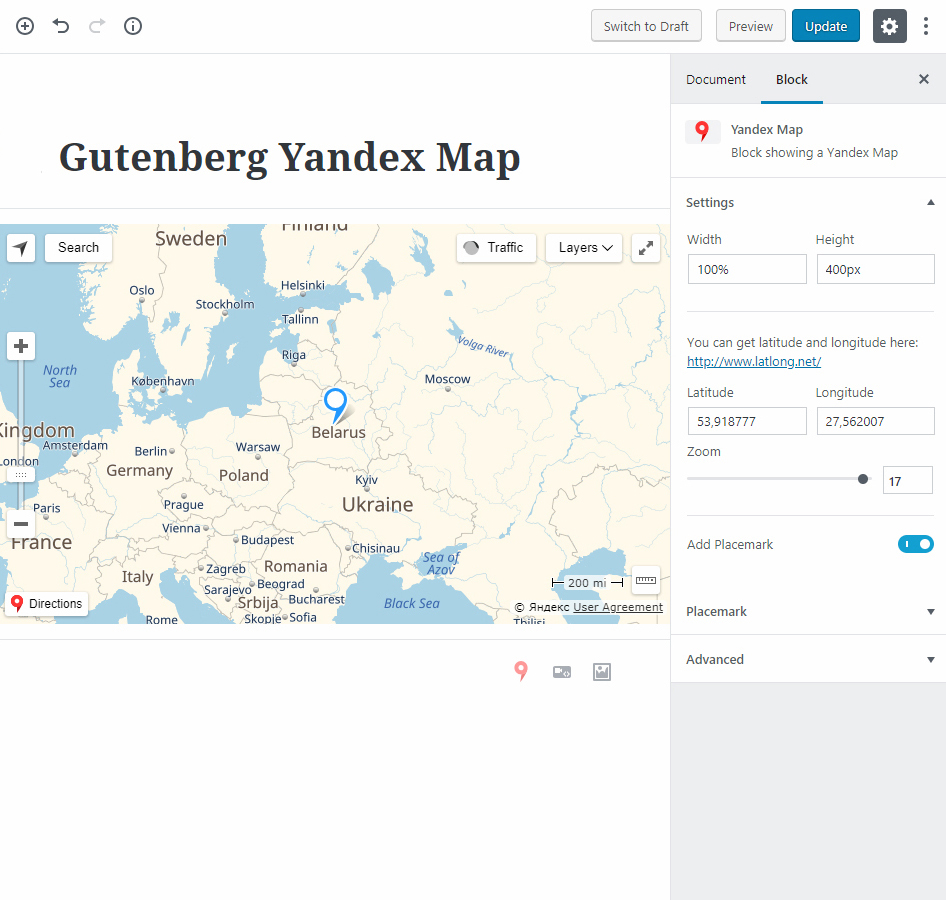 Switch to Draft
Preview
Update
Gutenberg Yandex Map
Search
Traffic
Layers
Sweden
Finland
Oslo
Helsinki
Stockholm
Tallinn
Riga
Volga River
North
Sea
København
Moscow
Kingdom
Belarus
Amsterdam
Berlin
Warsaw
London
Germany
Poland
Kyiv
Paris
Prague
Ukraine
Vienna
France
Budapest
Chisinau
Sea of
Azov
Zagreb
Romania
Italy
Sarajevo
Beograd
200 mi
Directions
Srbija
Bucharest
Black Sea
© Яндекс User Agreement
Rome
Skopje
Sofia
Tbilisi
Document
Block
Yandex Map
Block showing a Yandex Map
Settings
Width
Height
100%
400px
You can get latitude and longitude here:
http://www.latlong.net/
Latitude
Longitude
53,918777
27,562007
Zoom
17
Add Placemark
Placemark
Advanced